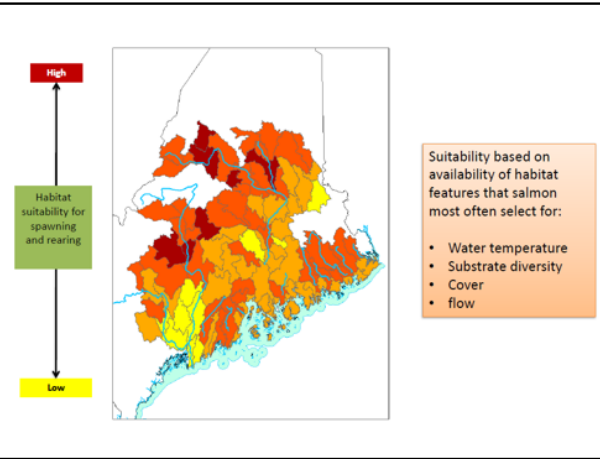 High
Habitat
suitability for
spawning
and rearing
Low
Suitability based on
availability of habitat
features that salmon
most often select for:
• Water temperature
• Substrate diversity
• Cover
• flow